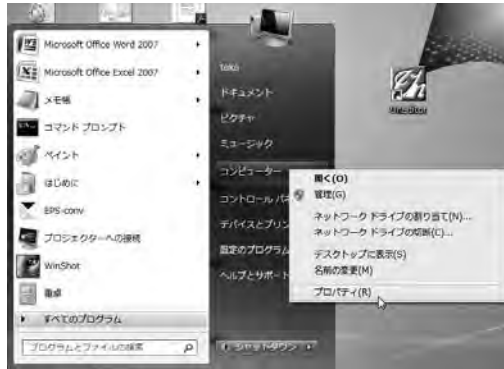 Microsoft Office Word 2007
Microsoft Office Excel 2007
メモ帳
コマンド プロンプト
ペイント
はじめに
EPS-conv
プロジェクターへの接続
WinShot
電卓
すべてのプログラム
プログラムとファイルの検索
ドキュメント
ピクチャ
ミュージック
コンピューター
コントロール パネ
デバイスとプリン
既定のプログラム
ヘルプとサポート
シャットダウン
開く(O)
管理(G)
ネットワーク ドライブの割り当て(N)...
ネットワーク ドライブの切断(C)...
デスクトップに表示(S)
名前の変更(M)
プロパティ(R)